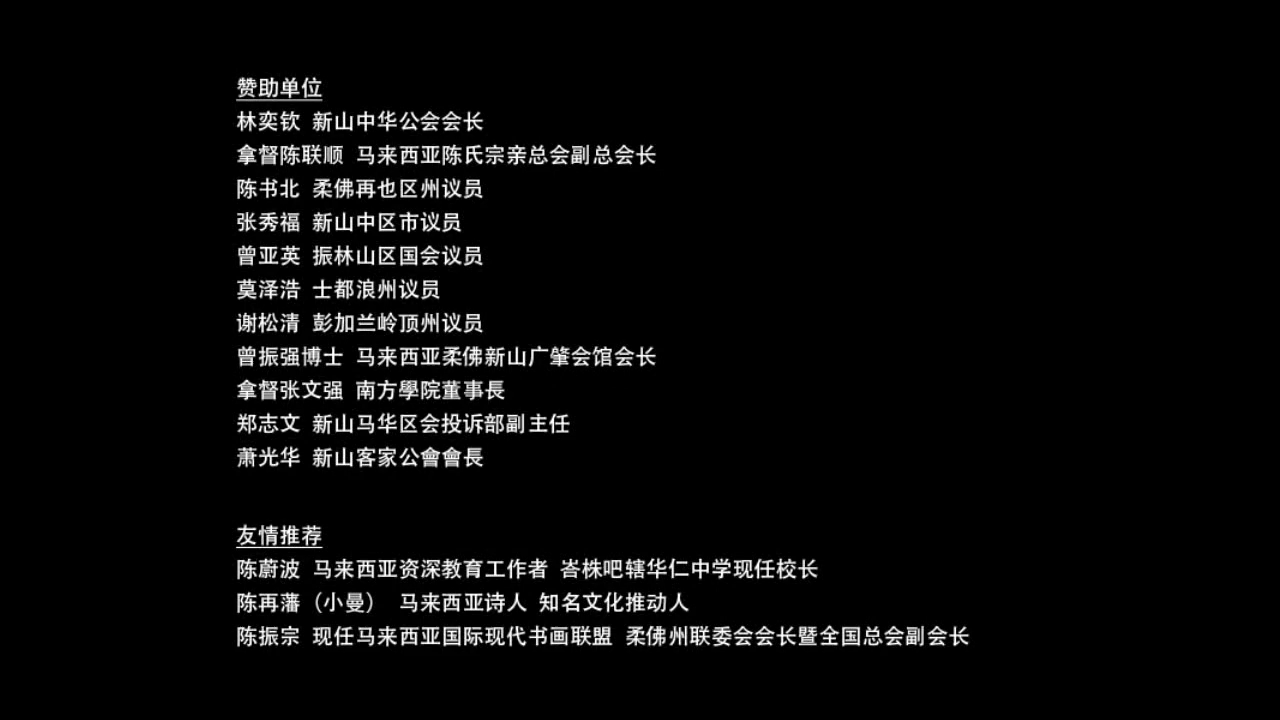 赞助单位
林奕钦 新山中华公会会长
拿督陈联顺 马来西亚陈氏宗亲总会副总会长
陈书北 柔佛再也区州议员
张秀福 新山中区市议员
曾亚英 振林山区国会议员
莫泽浩 士都浪州议员
谢松清 彭加兰岭顶州议员
曾振强博士 马来西亚柔佛新山广肇会馆会长
拿督张文强 南方學院董事長
郑志文 新山马华区会投诉部副主任
萧光华 新山客家公會會長
友情推荐
陈蔚波 马来西亚资深教育工作者 峇株吧辖华仁中学现任校长
陈再藩（小曼） 马来西亚诗人 知名文化推动人
陈振宗 现任马来西亚国际现代书画联盟 柔佛州联委会会长暨全国总会副会长